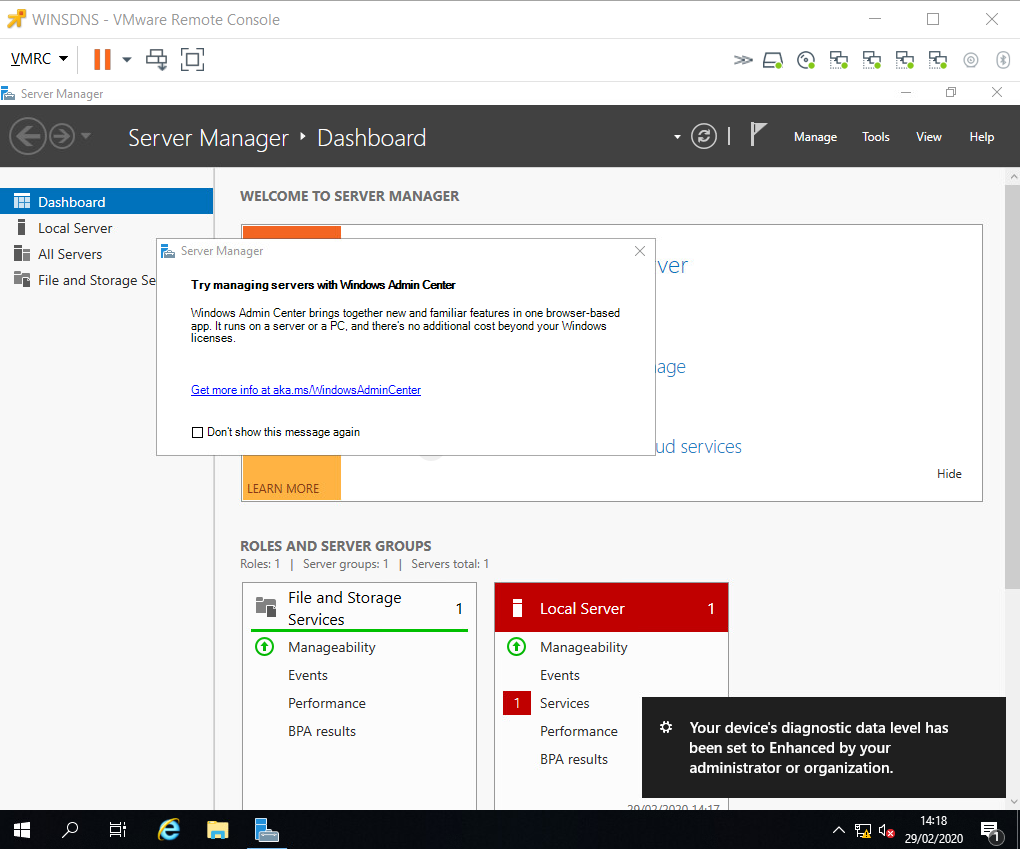 WINSDNS - VMware Remote Console
VMRC
Server Manager
Server Manager
Dashboard
Manage
Tools
View
Help
Dashboard
Local Server
All Servers
File and Storage Se
WELCOME TO SERVER MANAGER
Server Manager
Try managing servers with Windows Admin Center
Windows Admin Center brings together new and familiar features in one browser-based
app. It runs on a server or a PC, and there's no additional cost beyond your Windows
licenses.
Get more info at aka.ms/WindowsAdminCenter
Don't show this message again
ver
age
ud services
LEARN MORE
Hide
ROLES AND SERVER GROUPS
Roles: 1 | Server groups: 1 | Servers total: 1
File and Storage
Services
1
Manageability
Events
Performance
BPA results
Local Server
1
Manageability
Events
1
Services
Performance
BPA results
29/02/2020 14:17
Your device's diagnostic data level has
been set to Enhanced by your
administrator or organization.
14:18
29/02/2020
1